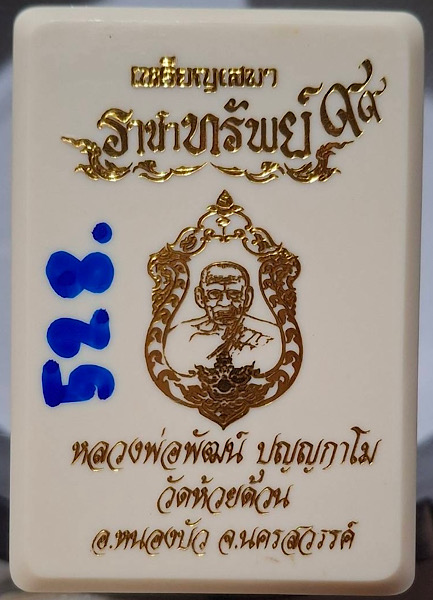 เหรียญเสมา
ราชาทรัพย์ ๙๙
528.
หลวงพ่อพัฒน์ ปุญญกาโม
วัดห้วยด้วน
อ.หนองบัว จ.นครสวรรค์